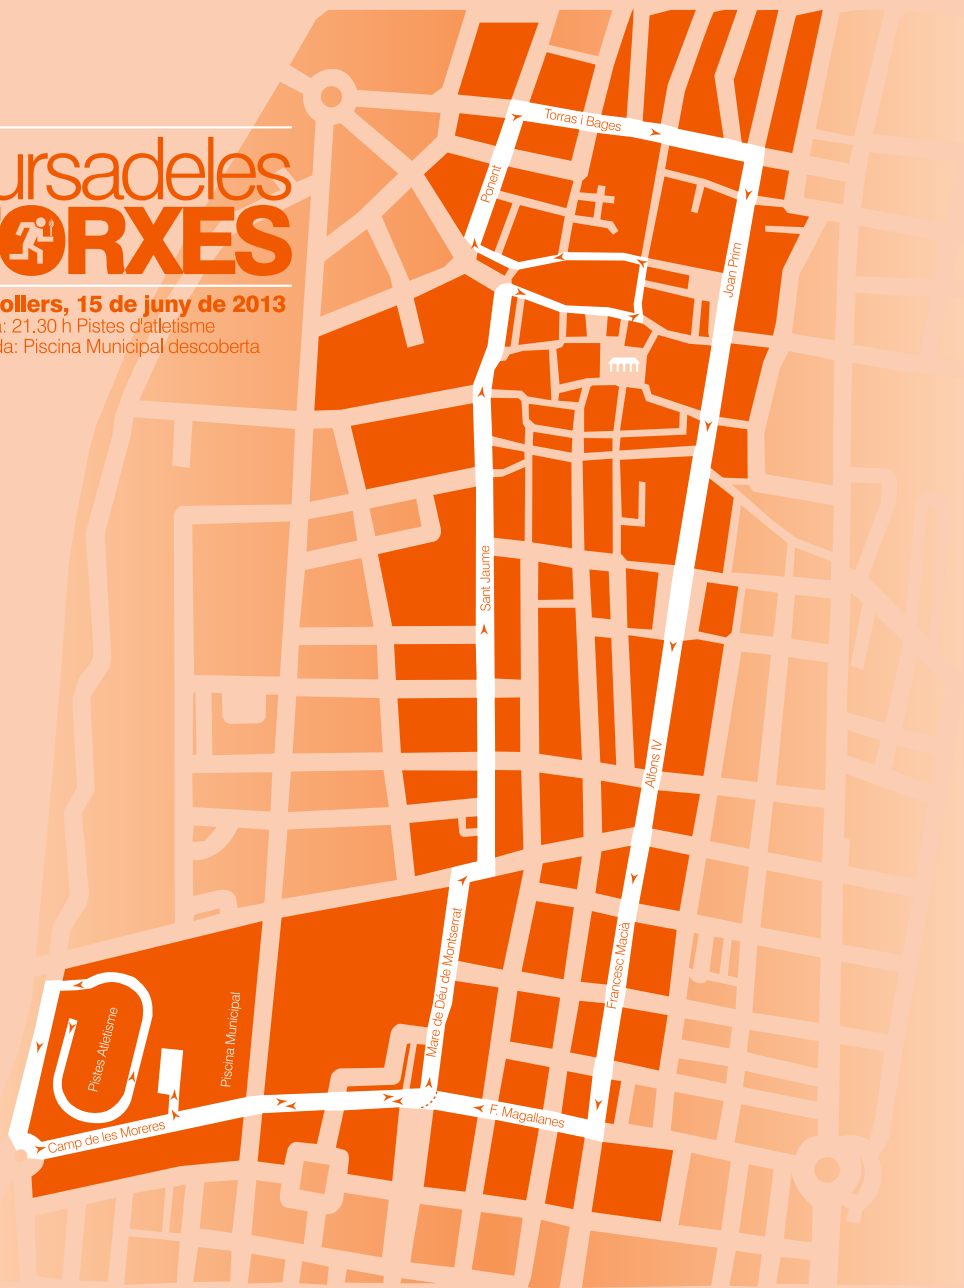 ursadeles
TORXES
ollers, 15 de juny de 2013
a: 21.30 h Pistes d'atletisme
da: Piscina Municipal descoberta
Torras i Bages
Ponent
Joan Prim
Sant Jaume
Alfons IV
Mare de Déu de Montserrat
Francesc Macià
Piscina Municipal
Pistes Atletisme
F. Magallanes
Camp de les Moreres